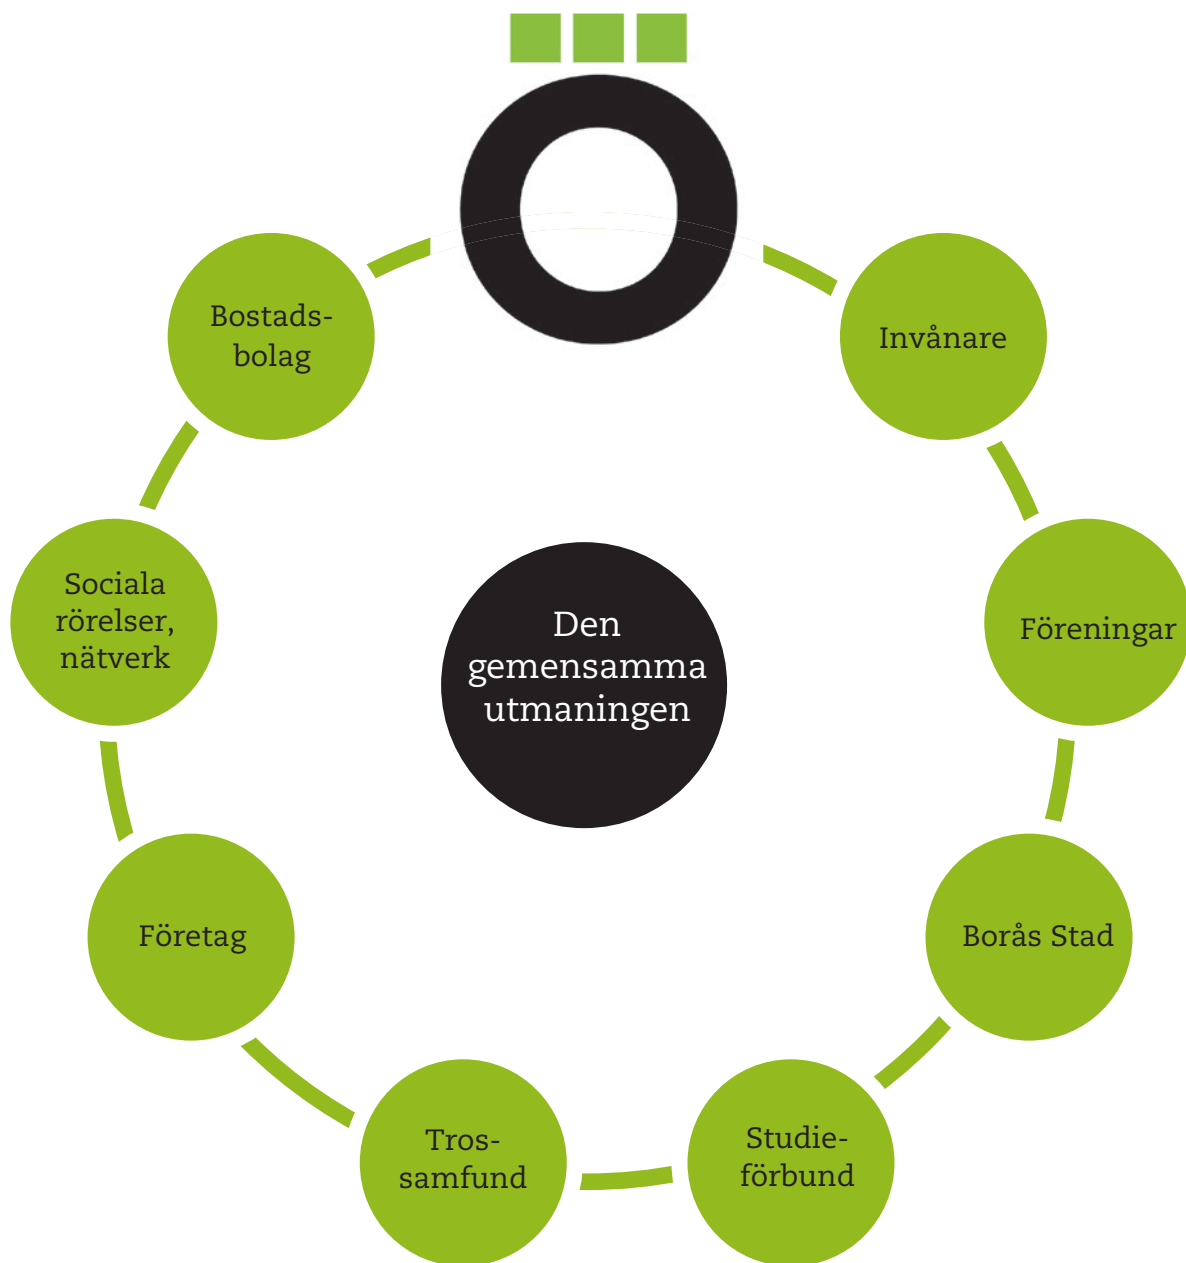 Bostads-
bolag
Invånare
Sociala
rörelser,
nätverk
Den
gemensamma
utmaningen
Föreningar
Företag
Borås Stad
Tros-
samfund
Studie-
förbund